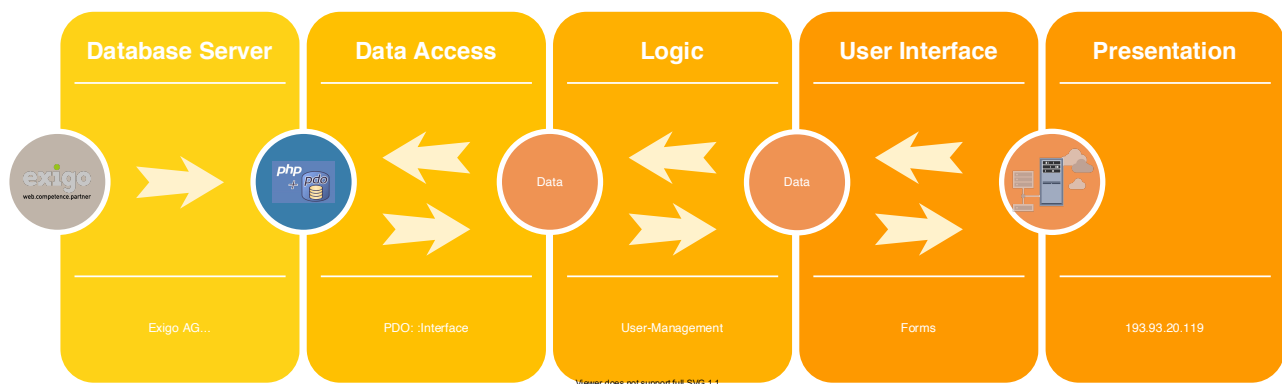 Database Server
Data Access
Logic
User Interface
Presentation
exigo
web.competence.partner
php
+ pdo
Data
Data
Exigo AG...
PDO: :Interface
User-Management
Forms
193.93.20.119
Viewer does not support full SVG 1.1